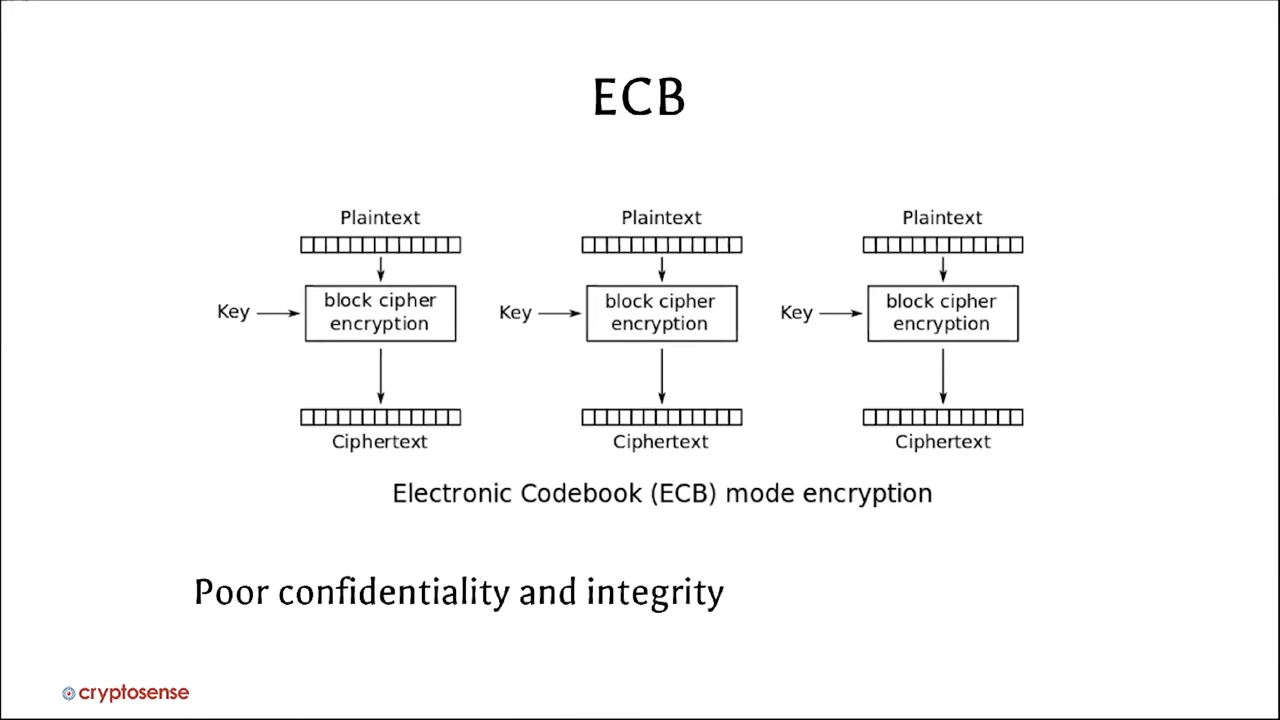 ECB
Plaintext
Plaintext
Plaintext
Key
block cipher
encryption
Key
block cipher
encryption
Key
block cipher
encryption
Ciphertext
Ciphertext
Ciphertext
Electronic Codebook (ECB) mode encryption
Poor confidentiality and integrity
cryptosense